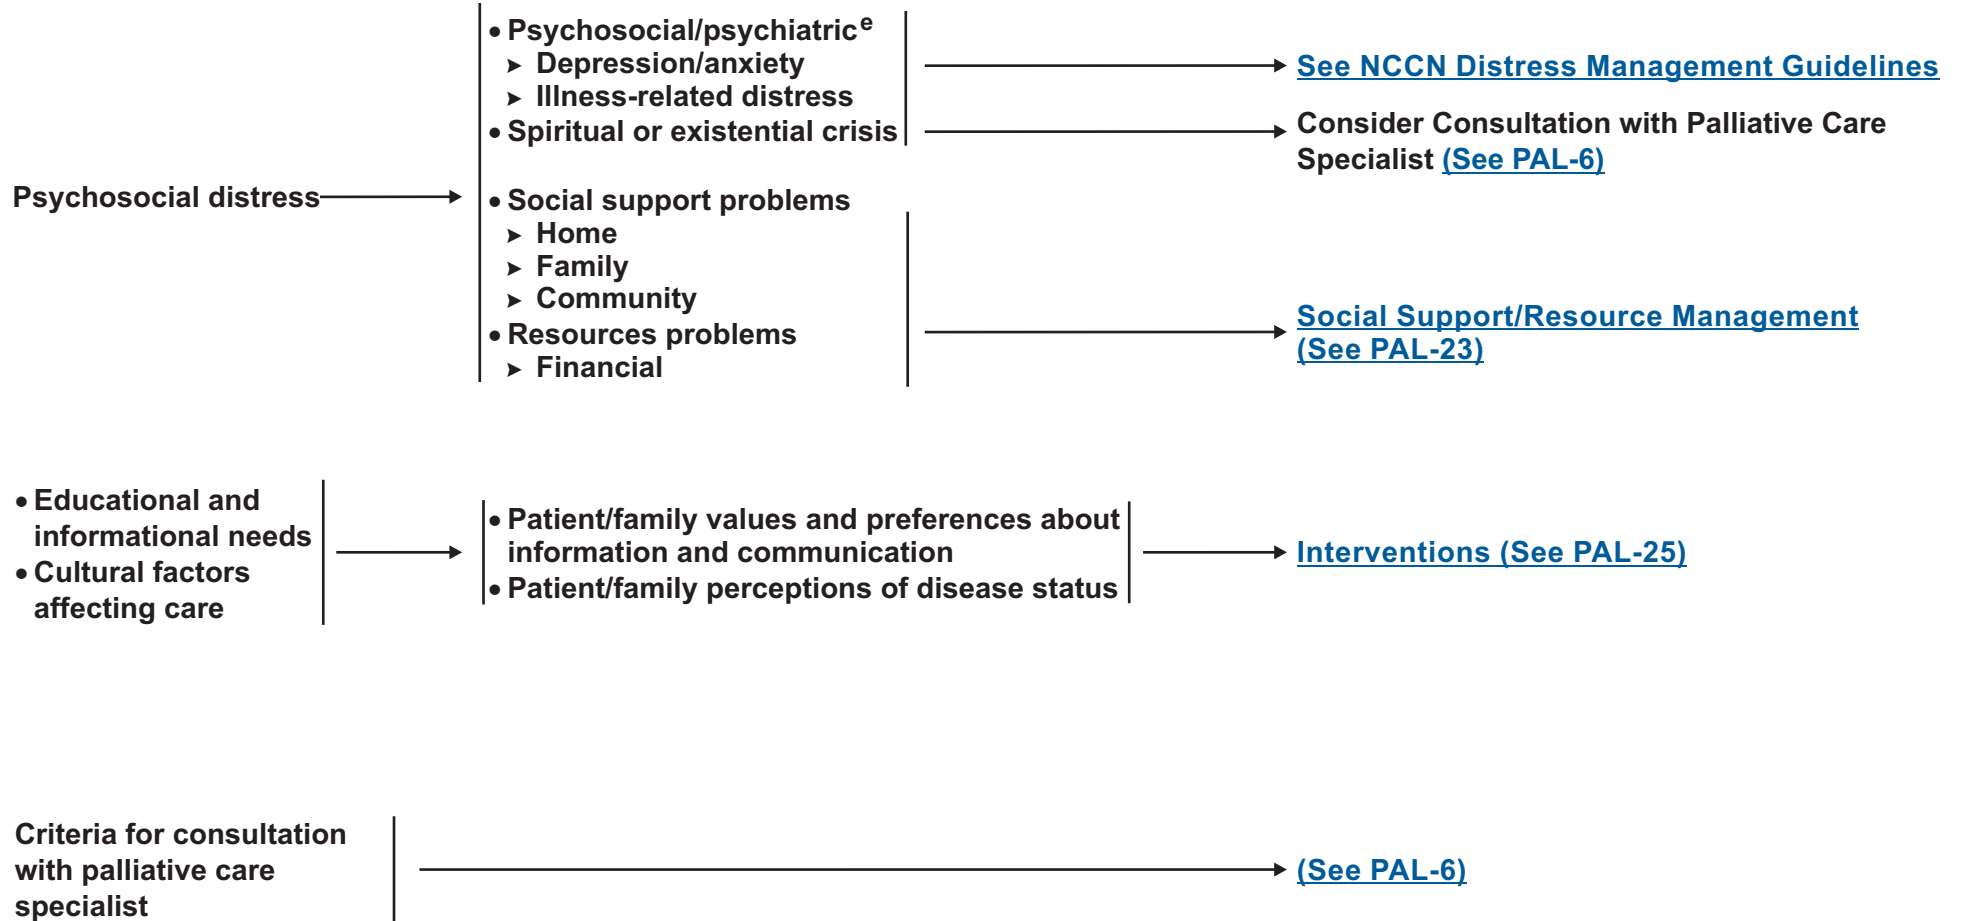 Psychosocial distress
• Psychosocial/psychiatric e
➤ Depression/anxiety
➤ Illness-related distress
• Spiritual or existential crisis
See NCCN Distress Management Guidelines
Consider Consultation with Palliative Care
Specialist (See PAL-6)
• Social support problems
➤ Home
➤ Family
➤ Community
• Resources problems
➤ Financial
Social Support/Resource Management
(See PAL-23)
• Educational and
informational needs
• Cultural factors
affecting care
• Patient/family values and preferences about
information and communication
• Patient/family perceptions of disease status
Interventions (See PAL-25)
Criteria for consultation
with palliative care
specialist
(See PAL-6)